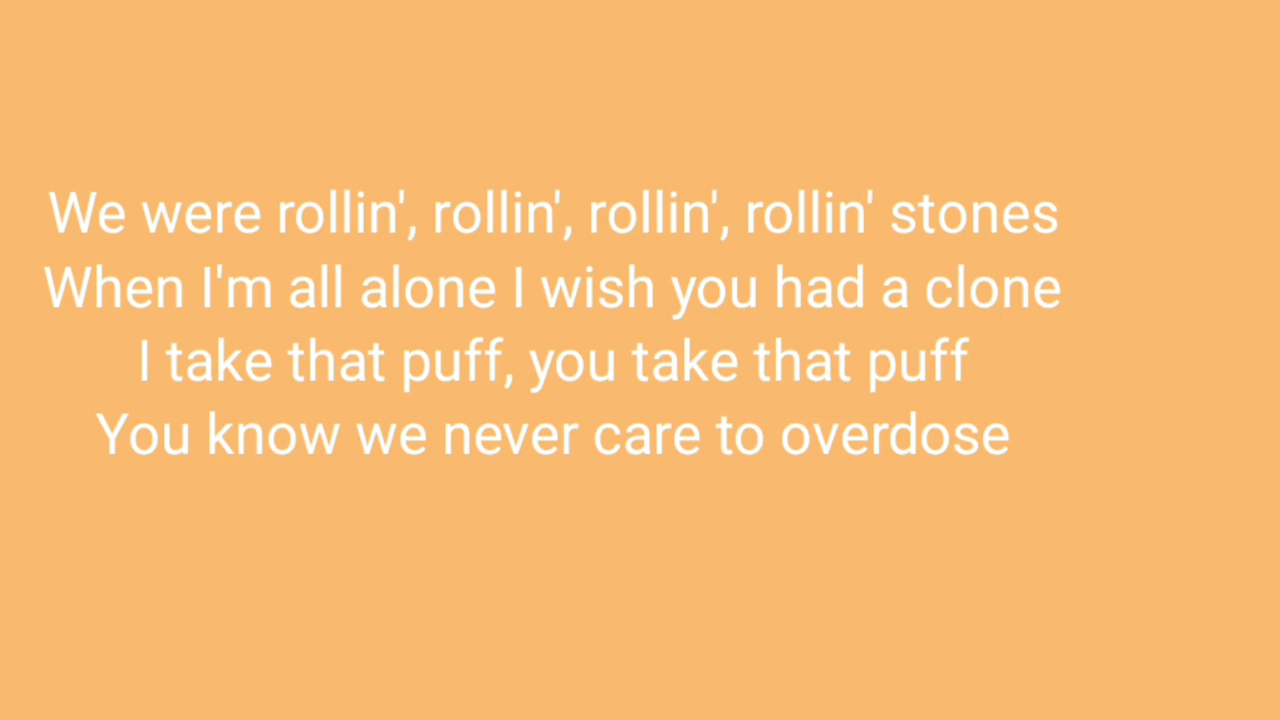 We were rollin', rollin', rollin', rollin' stones
When I'm all alone I wish you had a clone
I take that puff, you take that puff
You know we never care to overdose